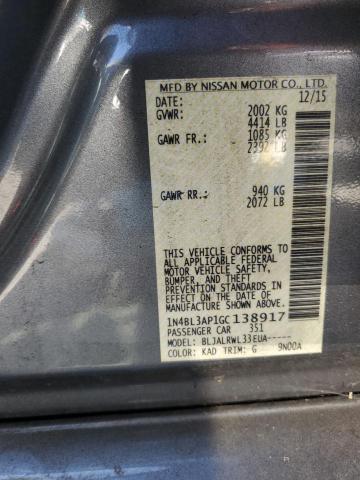 MFD BY NISSAN MOTOR CO., LTD.
DATE: 12/15
GVWR: 2002 KG
4414 LB
GAWR FR.: 1085 KG
2392 LB
GAWR RR.: 940 KG
2072 LB
THIS VEHICLE CONFORMS TO
ALL APPLICABLE FEDERAL
MOTOR VEHICLE SAFETY,
BUMPER, AND THEFT
PREVENTION STANDARDS IN
EFFECT ON THE DATE OF
MANUFACTURE SHOWN ABOVE.
1N4BL3AP1GC138917
PASSENGER CAR 351
MODEL: BLJALRWL33EUA-----
COLOR: KAD TRIM: G 9N00A